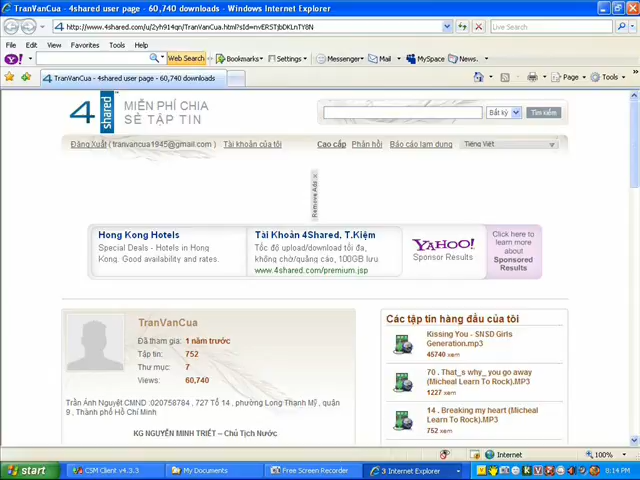 TranVanCua - 4shared user page - 60,740 downloads - Windows Internet Explorer
http://www.4shared.com/u/2yh914qn/TranVanCua.html?sId=nvERSTjbDKLnTY8N
Live Search
File Edit View Favorites Tools Help
Y! Web Search Bookmarks Settings Messenger Mail MySpace News
TranVanCua - 4shared user page - 60,740 downloads
Page Tools
4shared
MIỄN PHÍ CHIA
SẺ TẬP TIN
Bất kỳ Tìm kiếm
Đăng Xuất ( tranvancua1945@gmail.com ) Tài khoản của tôi Cao cấp Phản hồi Báo cáo lạm dụng Tiếng Việt
Remove Ads x
Hong Kong Hotels
Special Deals - Hotels in Hong
Kong. Good availability and rates.
Tài Khoản 4Shared, T.Kiệm
Tốc độ upload/download tối đa,
không chờ/quảng cáo, 100GB lưu
www.4shared.com/premium.jsp
YAHOO!
Sponsor Results
Click here to
learn more
about
Sponsored
Results
TranVanCua
Đã tham gia: 1 năm trước
Tập tin: 752
Thư mục: 7
Views: 60,740
Trần Ánh Nguyệt.CMND :020758784 , 727 Tổ 14 , phường Long Thạnh Mỹ , quận
9 , Thành phố Hồ Chí Minh
KG NGUYỄN MINH TRIẾT – Chủ Tịch Nước
Các tập tin hàng đầu của tôi
Kissing You - SNSD Girls
Generation.mp3
45740 xem
70 . That_s why_ you go away
(Micheal Learn To Rock).MP3
1227 xem
14 . Breaking my heart (Micheal
Learn To Rock).MP3
752 xem
Internet 100%
start CSM Client v4.3.3 My Documents Free Screen Recorder 3 Internet Explorer 8:14 PM